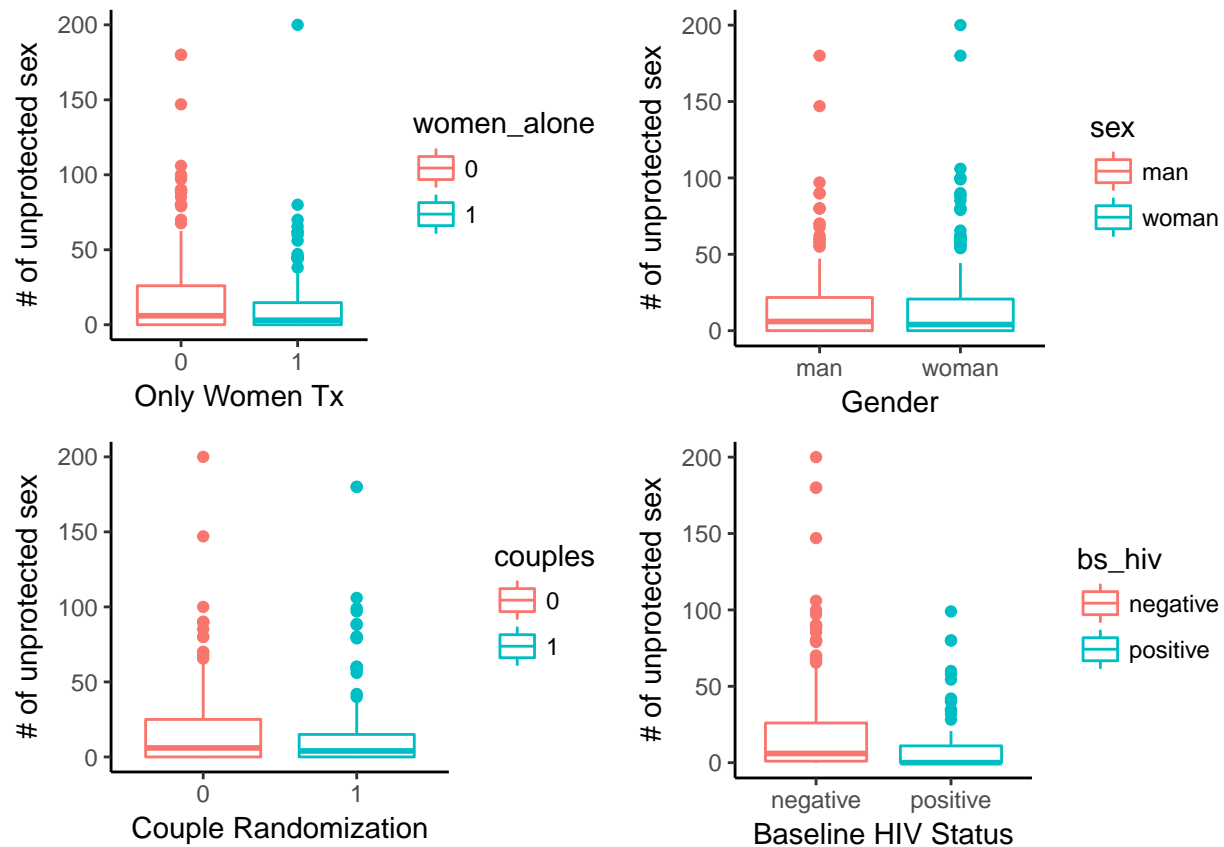 # of unprotected sex
200
150
100
50
0
0
1
Only Women Tx
women_alone
0
1
# of unprotected sex
200
150
100
50
0
man
woman
Gender
sex
man
woman
# of unprotected sex
200
150
100
50
0
0
1
Couple Randomization
couples
0
1
# of unprotected sex
200
150
100
50
0
negative
positive
Baseline HIV Status
bs_hiv
negative
positive